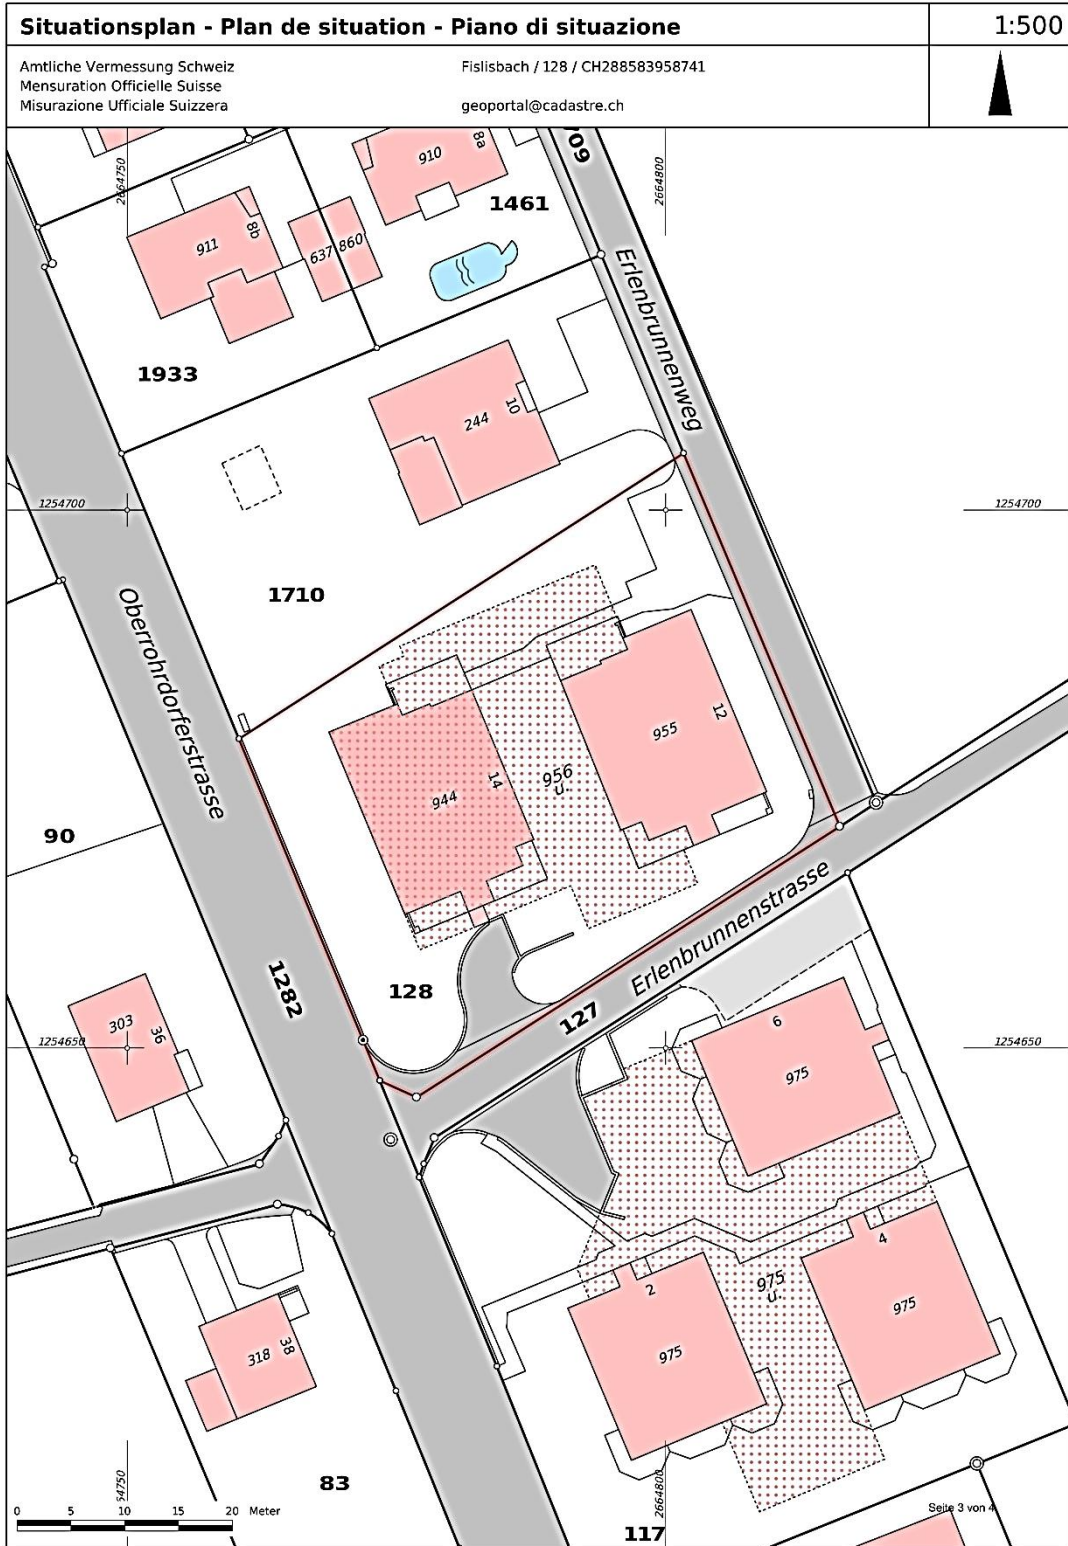 Situationsplan - Plan de situation - Piano di situazione
1:500
Amtliche Vermessung Schweiz
Mensuration Officielle Suisse
Misurazione Ufficiale Suizzera
Fislisbach / 128 / CH288583958741
geoportal@cadastre.ch
2664750
2664800
8a
910
1461
911
8b
637
860
Erlenbrunnenweg
1933
244
10
1254700
1254700
1710
Oberrohrdorferstrasse
955
12
956
u
944
14
90
Erlenbrunnenstrasse
1282
128
127
303
36
1254650
1254650
6
975
4
975
u
2
975
975
318
38
83
2664800
0 5 10 15 20 Meter
Seite 3 von 4
117